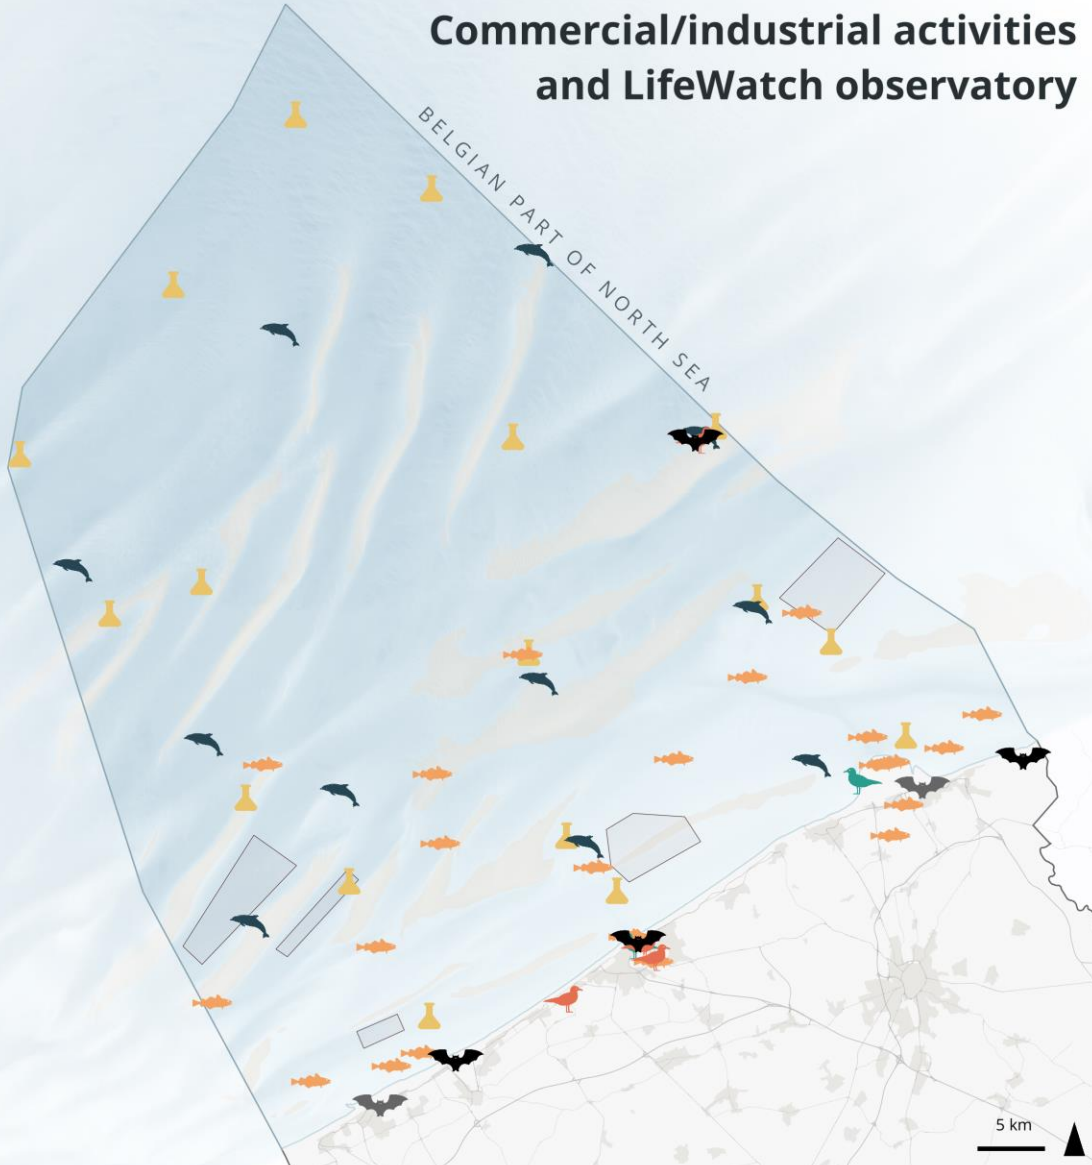 Commercial/industrial activities
and LifeWatch observatory
BELGIAN PART OF NORTH SEA
5 km